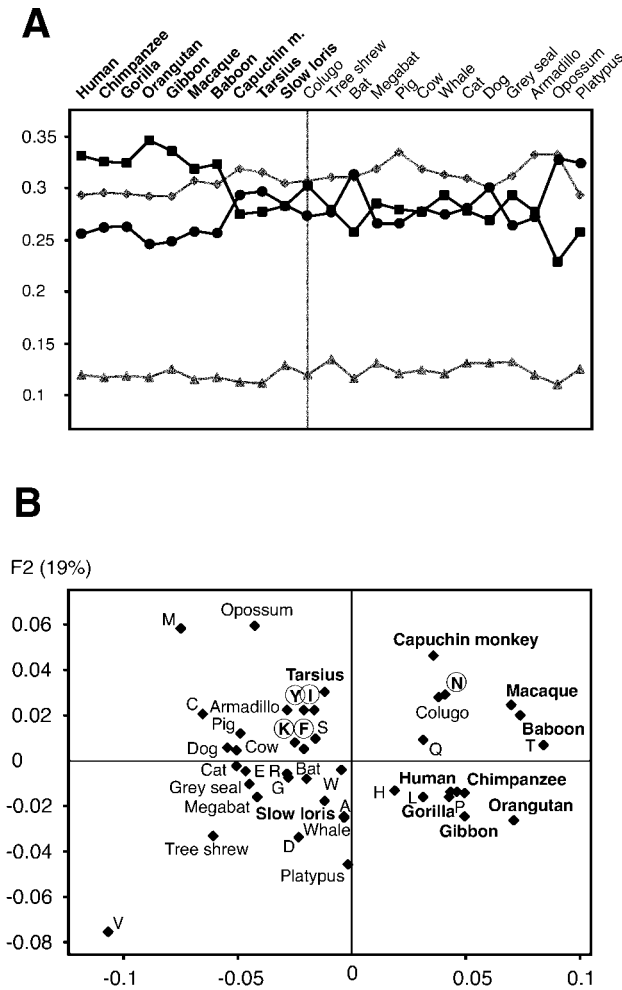 A
Human
Chimpanzee
Gorilla
Orangutan
Gibbon
Macaque
Baboon
Capuchin m.
Tarsius
Slow loris
Colugo
Tree shrew
Bat
Megabat
Pig
Cow
Whale
Cat
Dog
Grey seal
Armadillo
Opossum
Platypus
0.35
0.3
0.25
0.2
0.15
0.1
B
F2 (19%)
0.06
0.04
0.02
0
-0.02
-0.04
-0.06
-0.08
M
Opossum
Capuchin monkey
Tarsius
Y I
N
Macaque
C
Armadillo
Colugo
Pig
K F S
Baboon
Dog
Cow
Q
T
Cat
E R
Bat
Human
Chimpanzee
Grey seal
G
W
H
L
P
Orangutan
Megabat
Slow loris
A
Gorilla
Whale
Gibbon
Tree shrew
D
Platypus
V
-0.1
-0.05
0
0.05
0.1